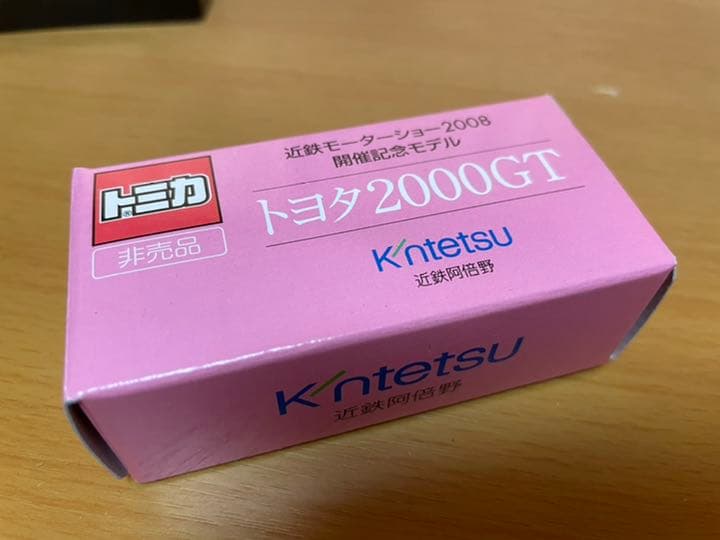 近鉄モーターショー2008
開催記念モデル
トミカ®
トヨタ2000GT
非売品
Kintetsu
近鉄阿倍野
Kintetsu
近鉄阿倍野